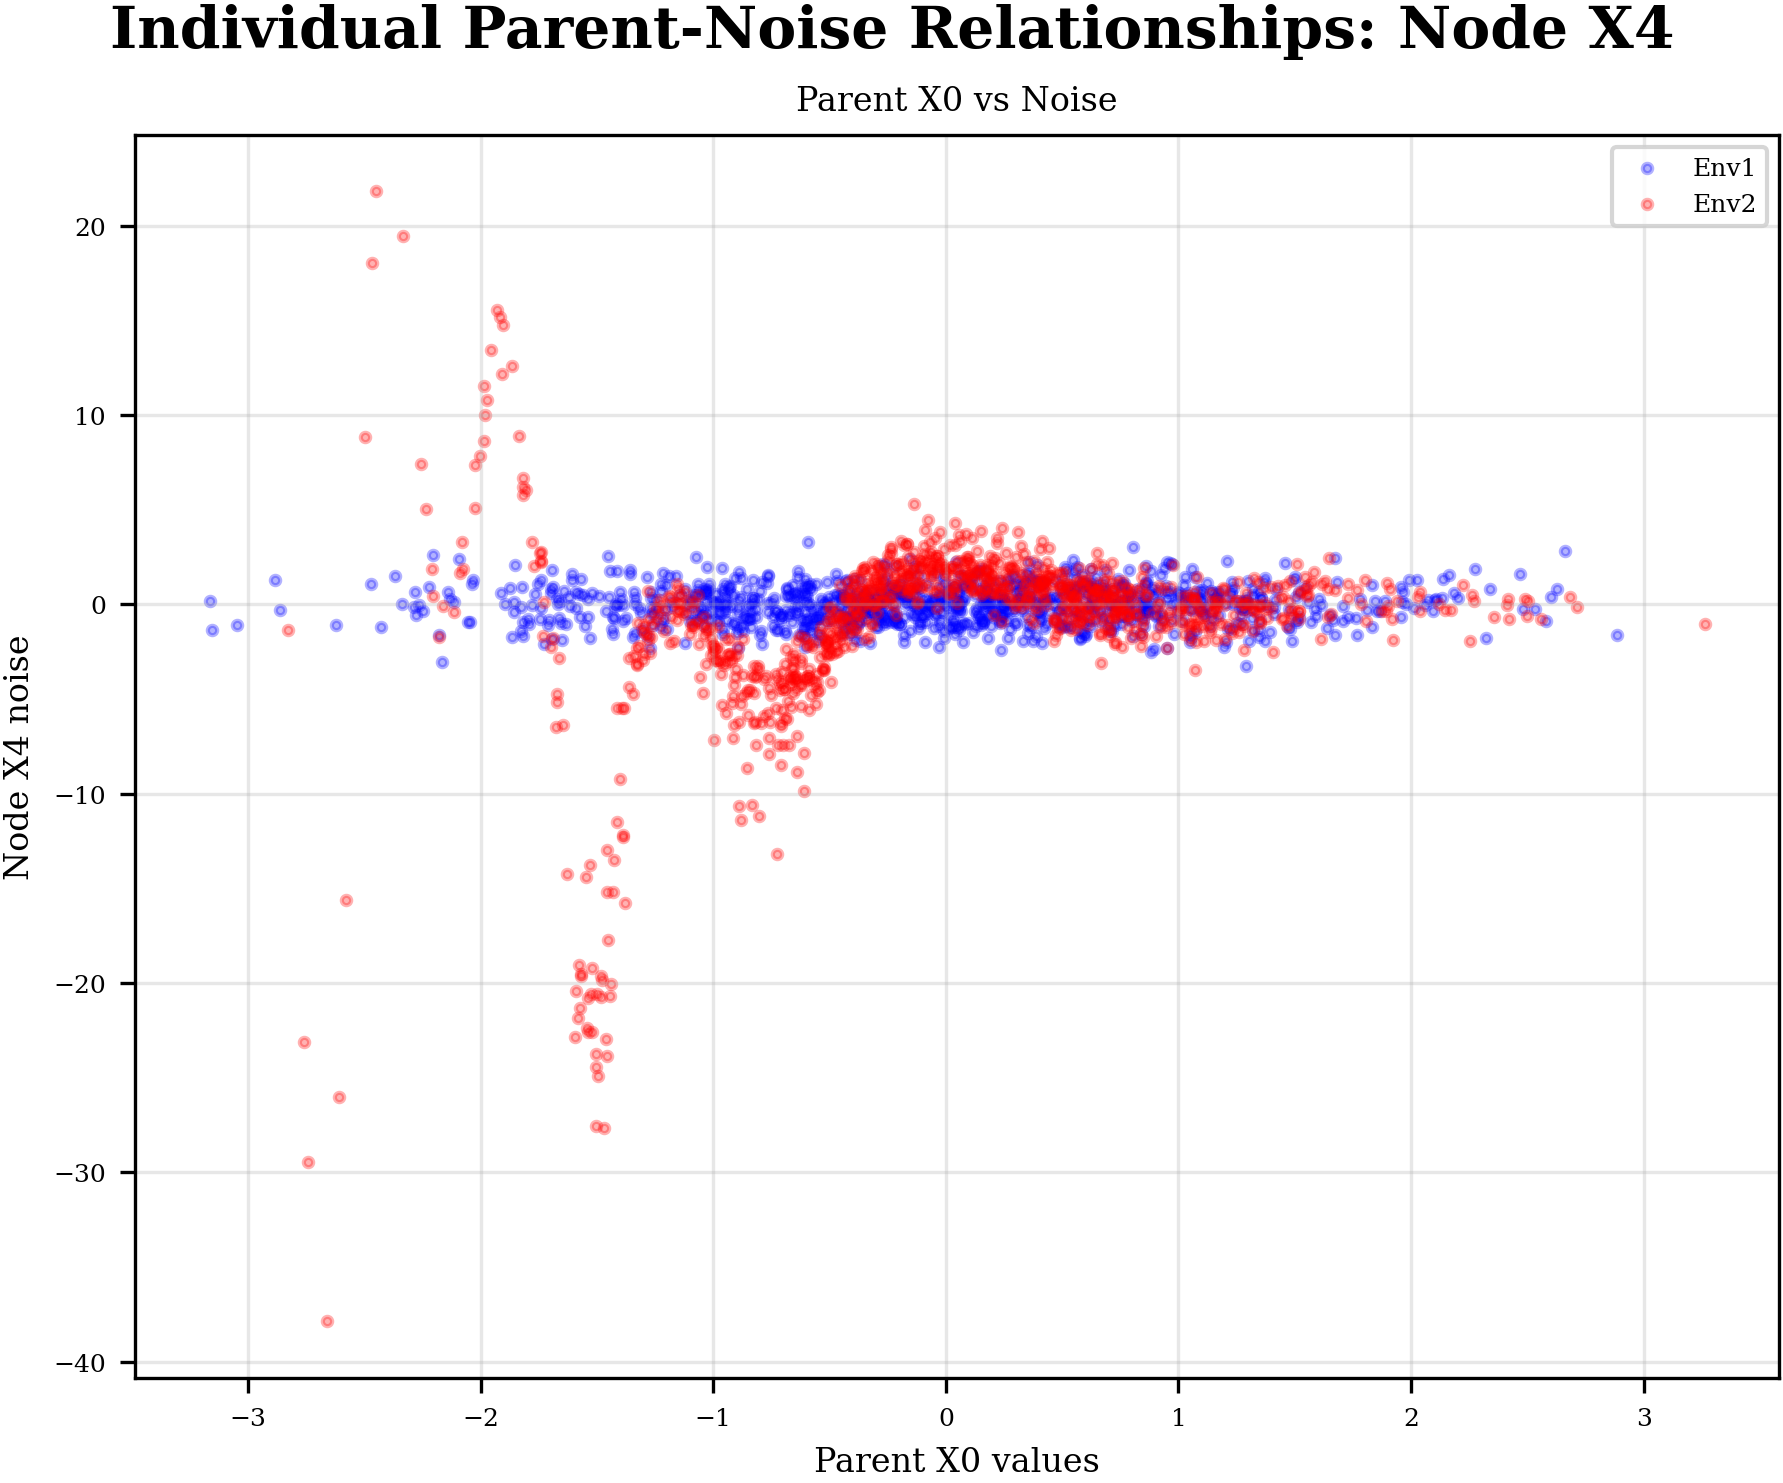 Individual Parent-Noise Relationships: Node X4
Parent X0 vs Noise
Env1
Env2
20
10
0
−10
−20
−30
−40
Node X4 noise
−3
−2
−1
0
1
2
3
Parent X0 values